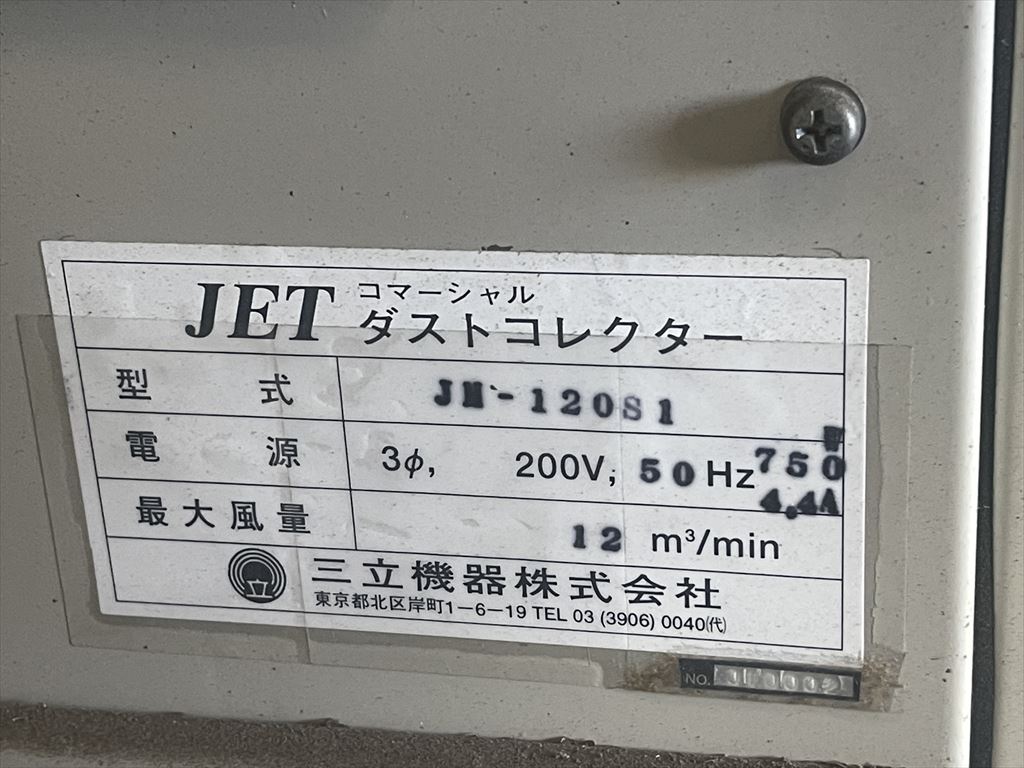 JET コマーシャル
ダストコレクター
型 式 JM-120S1
電 源 3φ, 200V, 50Hz 750W
4.4A
最大風量 12 m³/min
三立機器株式会社
東京都北区岸町1-6-19 TEL 03 (3906) 0040㈹
NO.